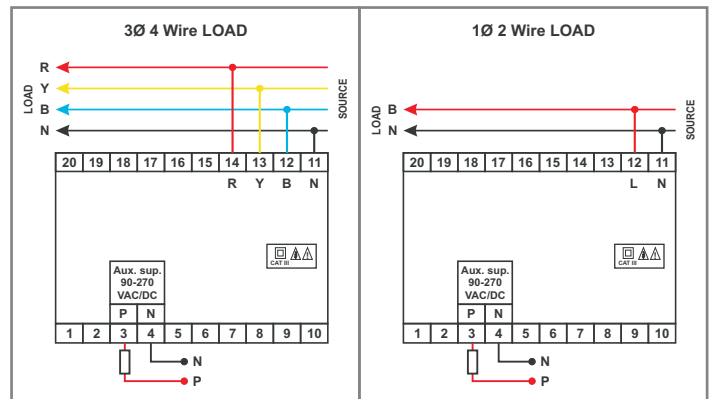 3Ø 4 Wire LOAD
R
Y
B
N
LOAD
SOURCE
20 19 18 17 16 15 14 13 12 11
R Y B N
CAT III
Aux. sup.
90-270
VAC/DC
P N
1 2 3 4 5 6 7 8 9 10
N
P
1Ø 2 Wire LOAD
B
N
LOAD
SOURCE
20 19 18 17 16 15 14 13 12 11
L N
CAT III
Aux. sup.
90-270
VAC/DC
P N
1 2 3 4 5 6 7 8 9 10
N
P